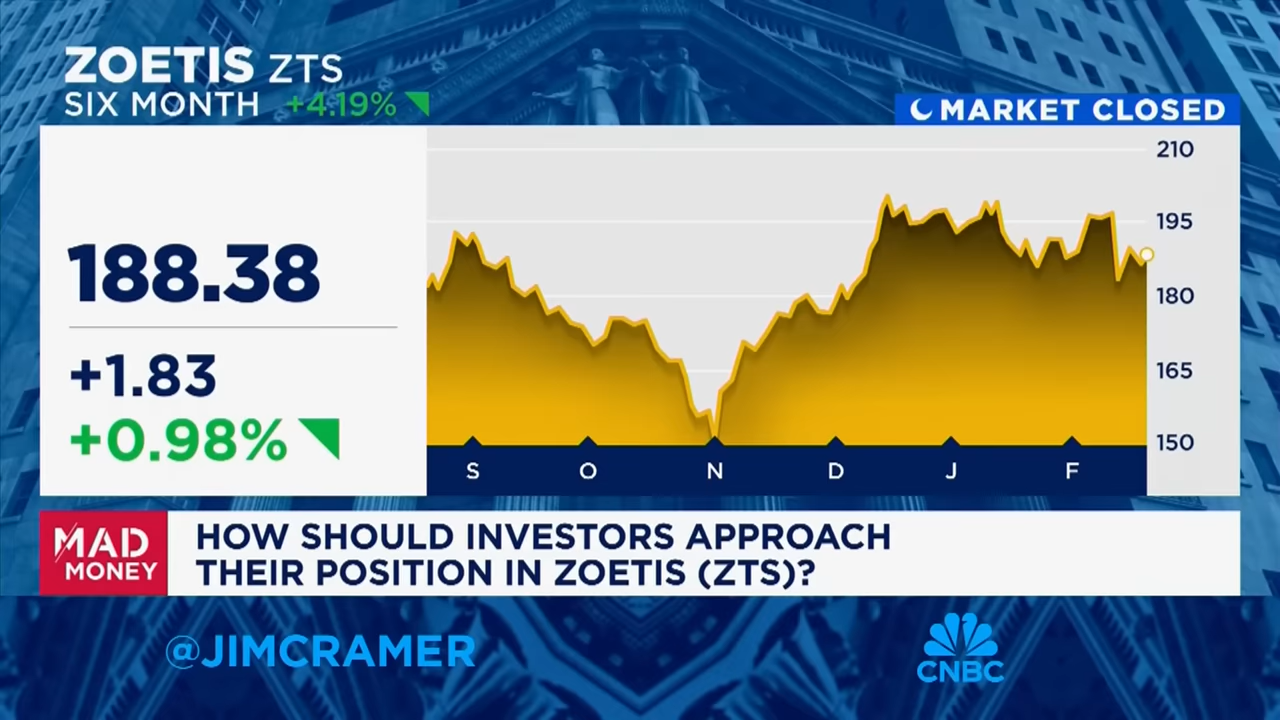 ZOETIS ZTS
SIX MONTH +4.19%
MARKET CLOSED
188.38
+1.83
+0.98%
210
195
180
165
150
S O N D J F
MAD
MONEY
HOW SHOULD INVESTORS APPROACH
THEIR POSITION IN ZOETIS (ZTS)?
@JIMCRAMER
CNBC